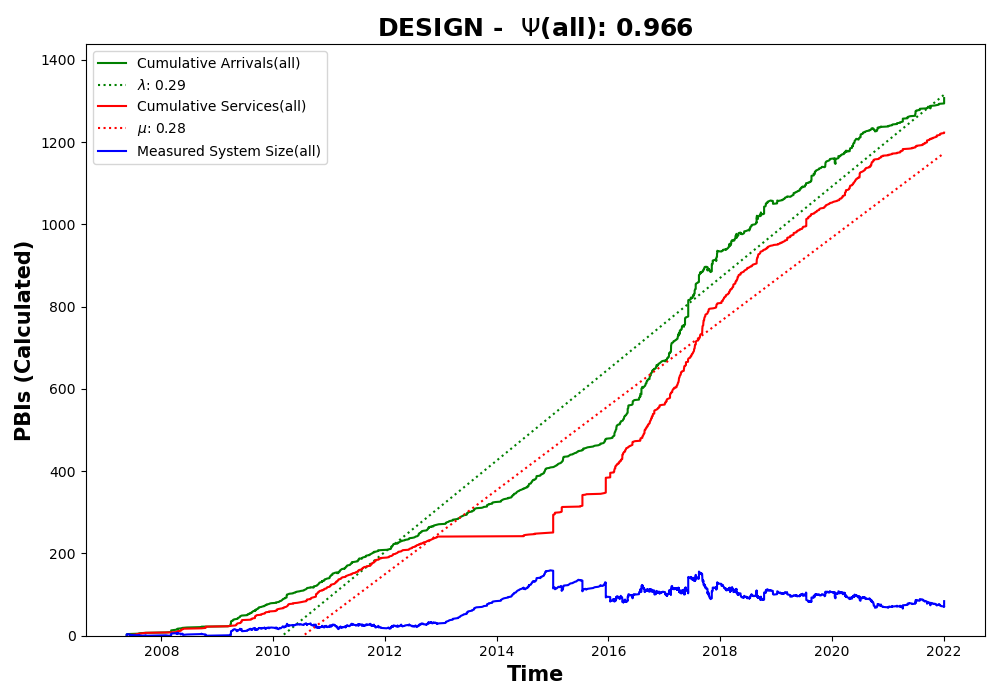 DESIGN - Ψ(all): 0.966
Cumulative Arrivals(all)
λ: 0.29
Cumulative Services(all)
μ: 0.28
Measured System Size(all)
PBIs (Calculated)
1400
1200
1000
800
600
400
200
0
2008 2010 2012 2014 2016 2018 2020 2022
Time